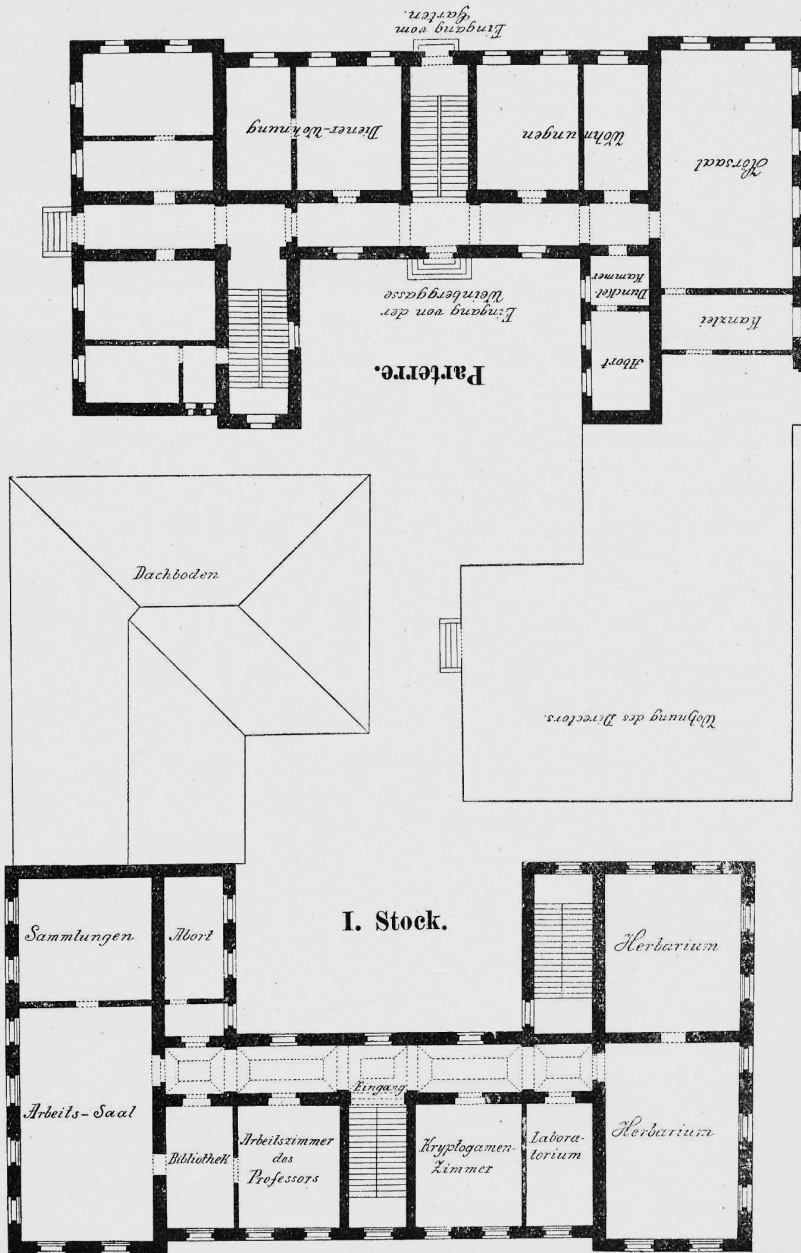 Eingang vom
Garten.
Diener-Wohnung
Wohnungen
Hörsaal
Eingang von der
Weinberggasse
Dunckel-
Kammer
Kanzlei
Abort
Parterre.
Dachboden
Wohnung des Directors.
I. Stock.
Sammlungen
Abort
Herbarium
Eingang
Arbeits-Saal
Bibliothek
Arbeitszimmer
des
Professors
Kryptogamen-
Zimmer
Labora-
torium
Herbarium